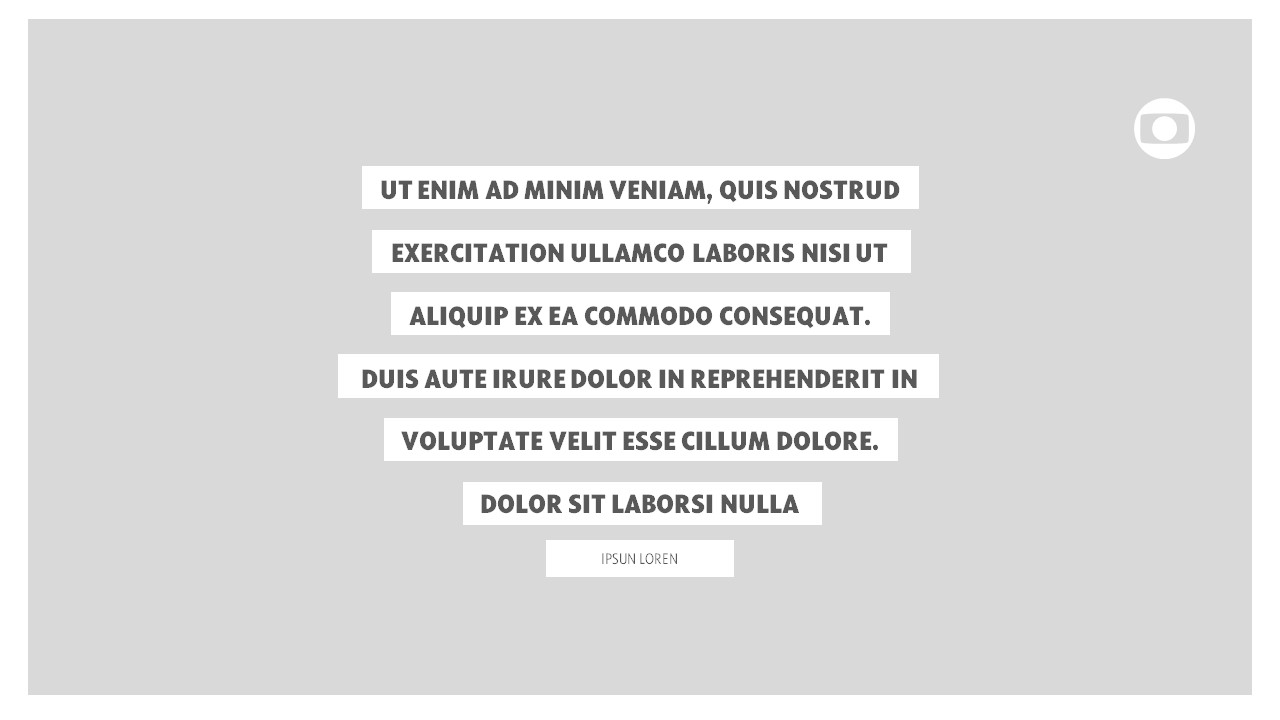 UT ENIM AD MINIM VENIAM, QUIS NOSTRUD
EXERCITATION ULLAMCO LABORIS NISI UT
ALIQUIP EX EA COMMODO CONSEQUAT.
DUIS AUTE IRURE DOLOR IN REPREHENDERIT IN
VOLUPTATE VELIT ESSE CILLUM DOLORE.
DOLOR SIT LABORSI NULLA
IPSUN LOREN